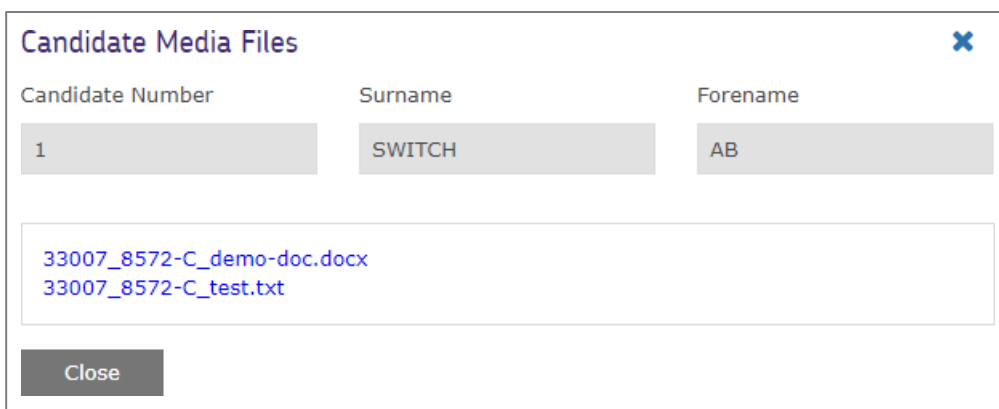 Candidate Media Files
Candidate Number Surname Forename
1 SWITCH AB
33007_8572-C_demo-doc.docx
33007_8572-C_test.txt
Close